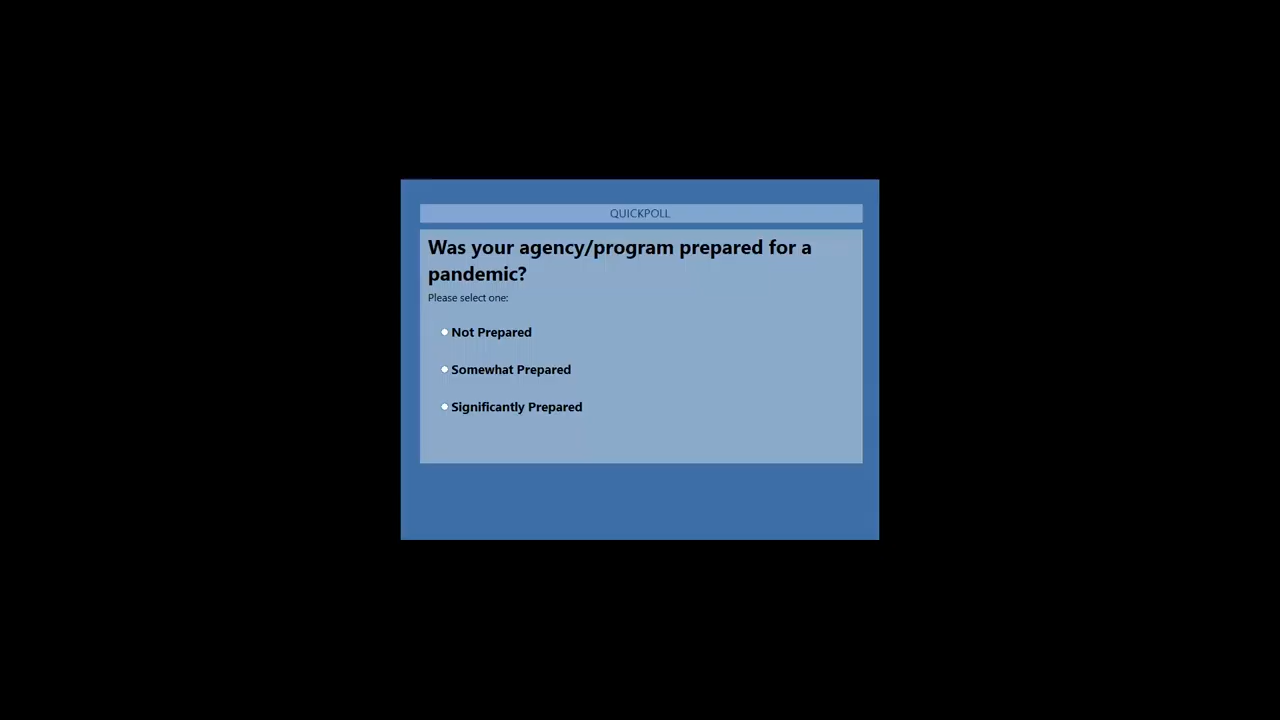 QUICKPOLL
Was your agency/program prepared for a
pandemic?
Please select one:
Not Prepared
Somewhat Prepared
Significantly Prepared